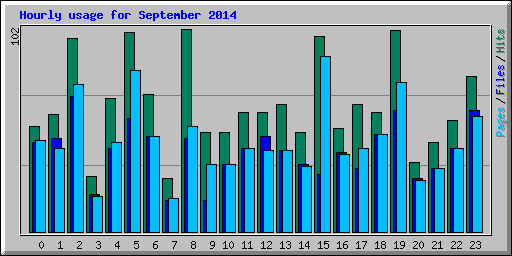 Hourly usage for September 2014
102
Pages/Files/Hits
0 1 2 3 4 5 6 7 8 9 10 11 12 13 14 15 16 17 18 19 20 21 22 23